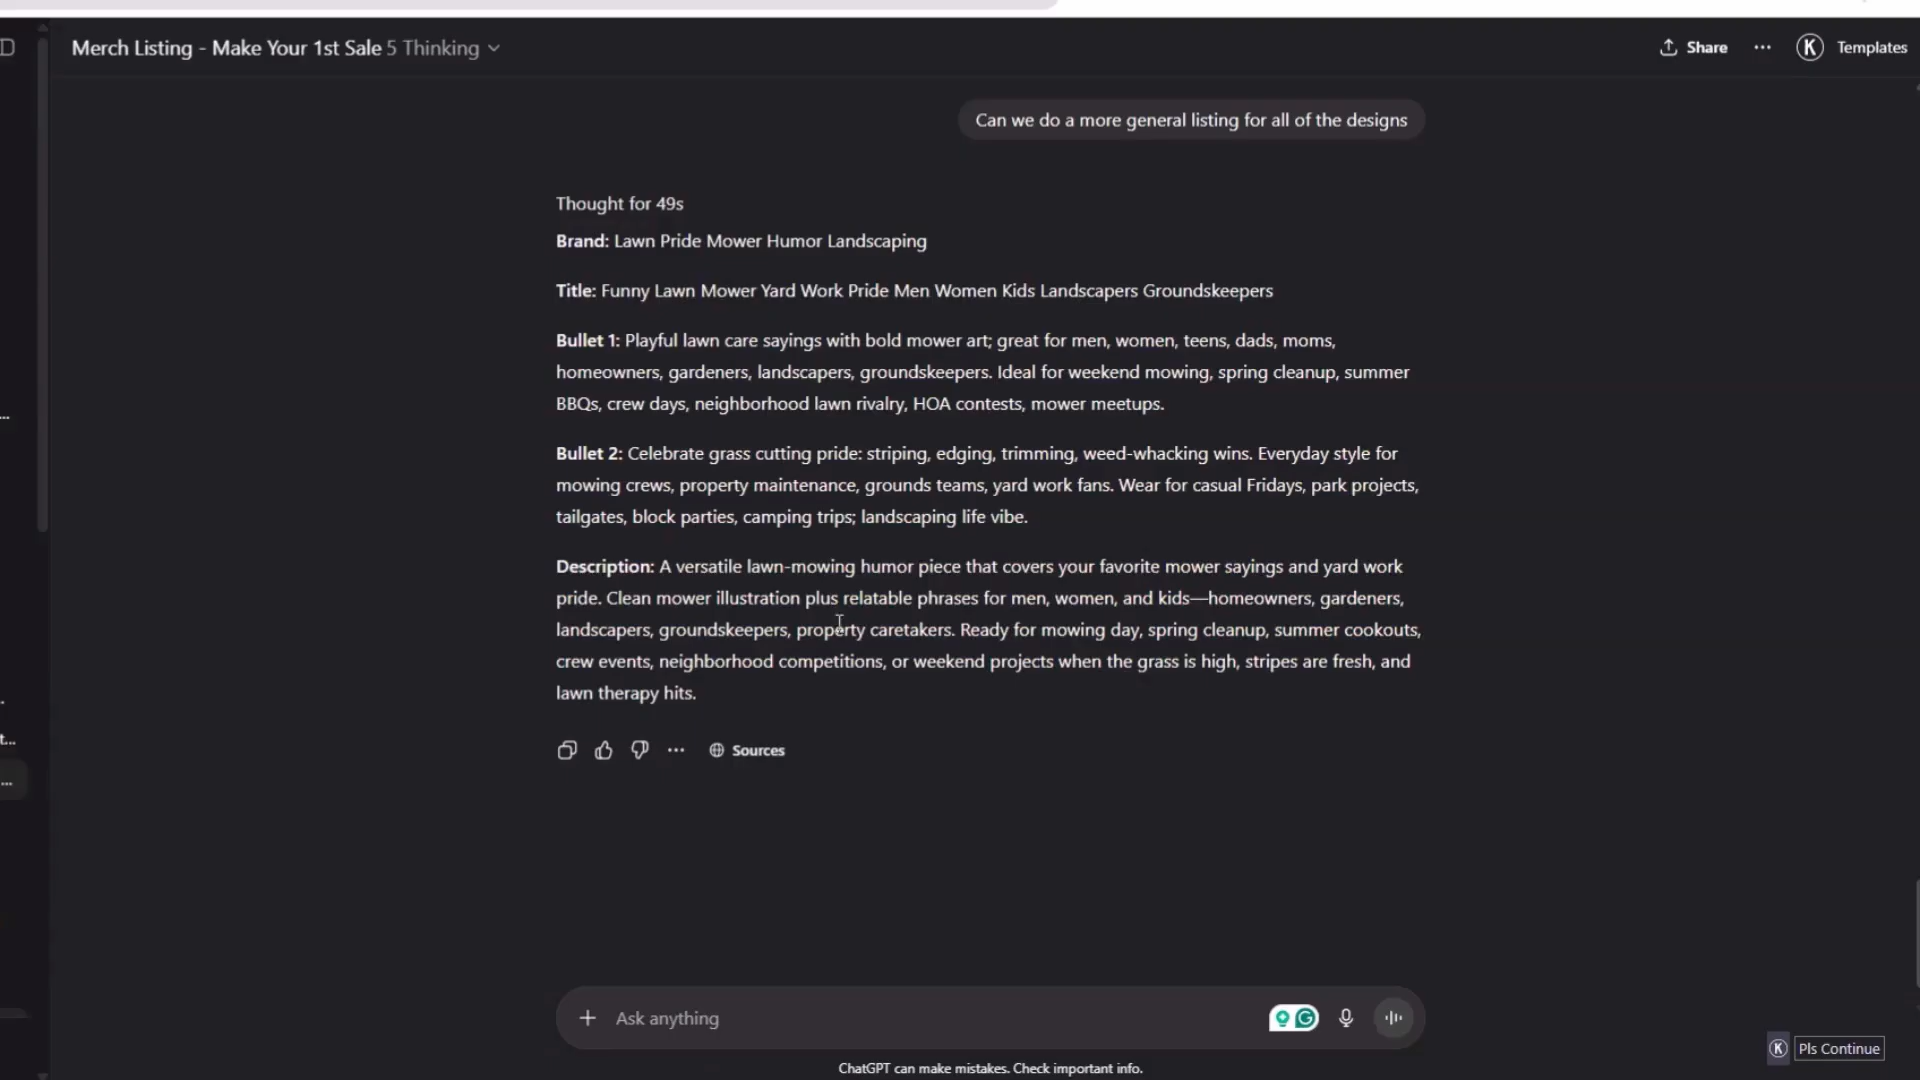 Merch Listing - Make Your 1st Sale 5 Thinking
Share
K
Templates
Can we do a more general listing for all of the designs
Thought for 49s
Brand: Lawn Pride Mower Humor Landscaping
Title: Funny Lawn Mower Yard Work Pride Men Women Kids Landscapers Groundskeepers
Bullet 1: Playful lawn care sayings with bold mower art; great for men, women, teens, dads, moms,
homeowners, gardeners, landscapers, groundskeepers. Ideal for weekend mowing, spring cleanup, summer
BBQs, crew days, neighborhood lawn rivalry, HOA contests, mower meetups.
Bullet 2: Celebrate grass cutting pride: striping, edging, trimming, weed-whacking wins. Everyday style for
mowing crews, property maintenance, grounds teams, yard work fans. Wear for casual Fridays, park projects,
tailgates, block parties, camping trips; landscaping life vibe.
Description: A versatile lawn-mowing humor piece that covers your favorite mower sayings and yard work
pride. Clean mower illustration plus relatable phrases for men, women, and kids—homeowners, gardeners,
landscapers, groundskeepers, property caretakers. Ready for mowing day, spring cleanup, summer cookouts,
crew events, neighborhood competitions, or weekend projects when the grass is high, stripes are fresh, and
lawn therapy hits.
Sources
t...
Ask anything
K
Pls Continue
ChatGPT can make mistakes. Check important info.